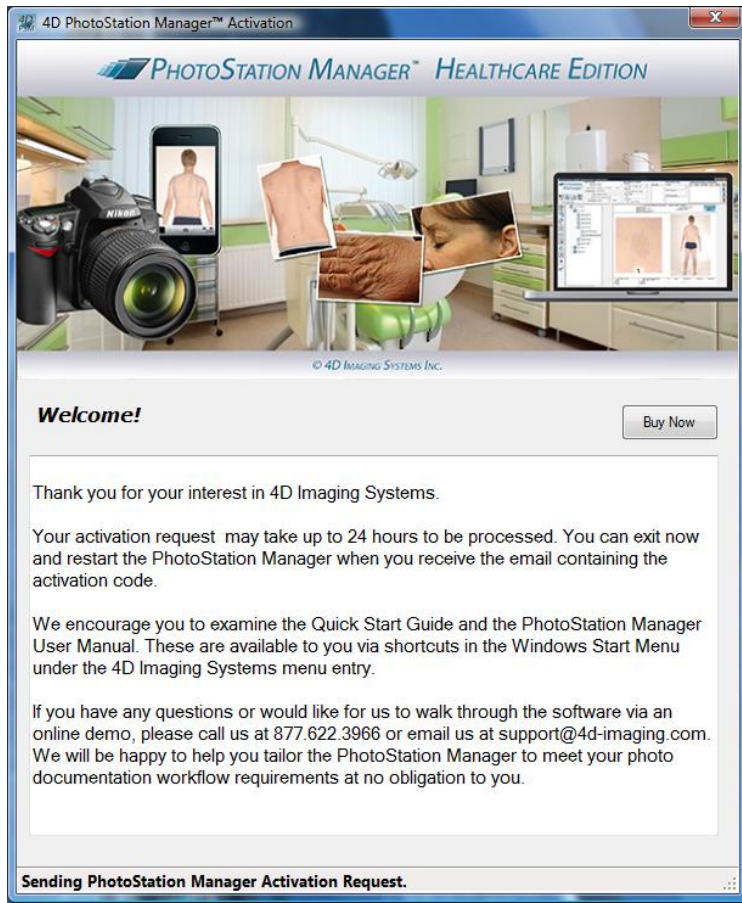 4D PhotoStation Manager™ Activation
PHOTOSTATION MANAGER™ HEALTHCARE EDITION
Nikon
© 4D IMAGING SYSTEMS INC.
Welcome!
Buy Now
Thank you for your interest in 4D Imaging Systems.
Your activation request  may take up to 24 hours to be processed. You can exit now
and restart the PhotoStation Manager when you receive the email containing the
activation code.
We encourage you to examine the Quick Start Guide and the PhotoStation Manager
User Manual. These are available to you via shortcuts in the Windows Start Menu
under the 4D Imaging Systems menu entry.
If you have any questions or would like for us to walk through the software via an
online demo, please call us at 877.622.3966 or email us at support@4d-imaging.com.
We will be happy to help you tailor the PhotoStation Manager to meet your photo
documentation workflow requirements at no obligation to you.
Sending PhotoStation Manager Activation Request.